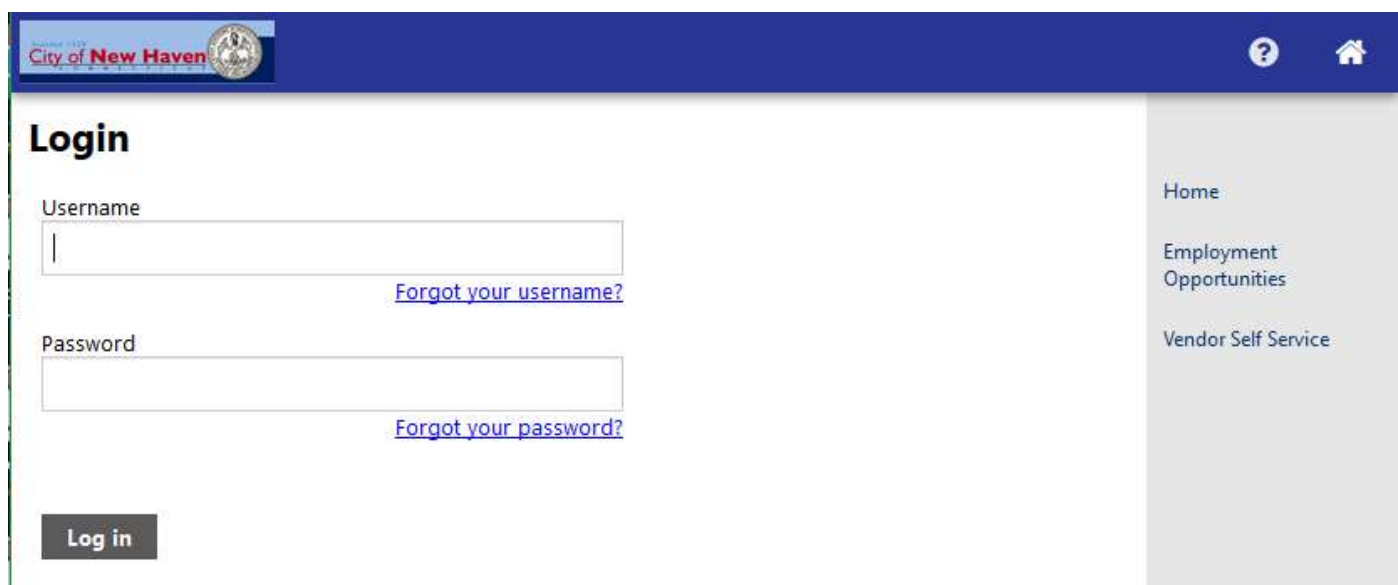 City of New Haven
Login
Username
Forgot your username?
Password
Forgot your password?
Log in
Home
Employment
Opportunities
Vendor Self Service